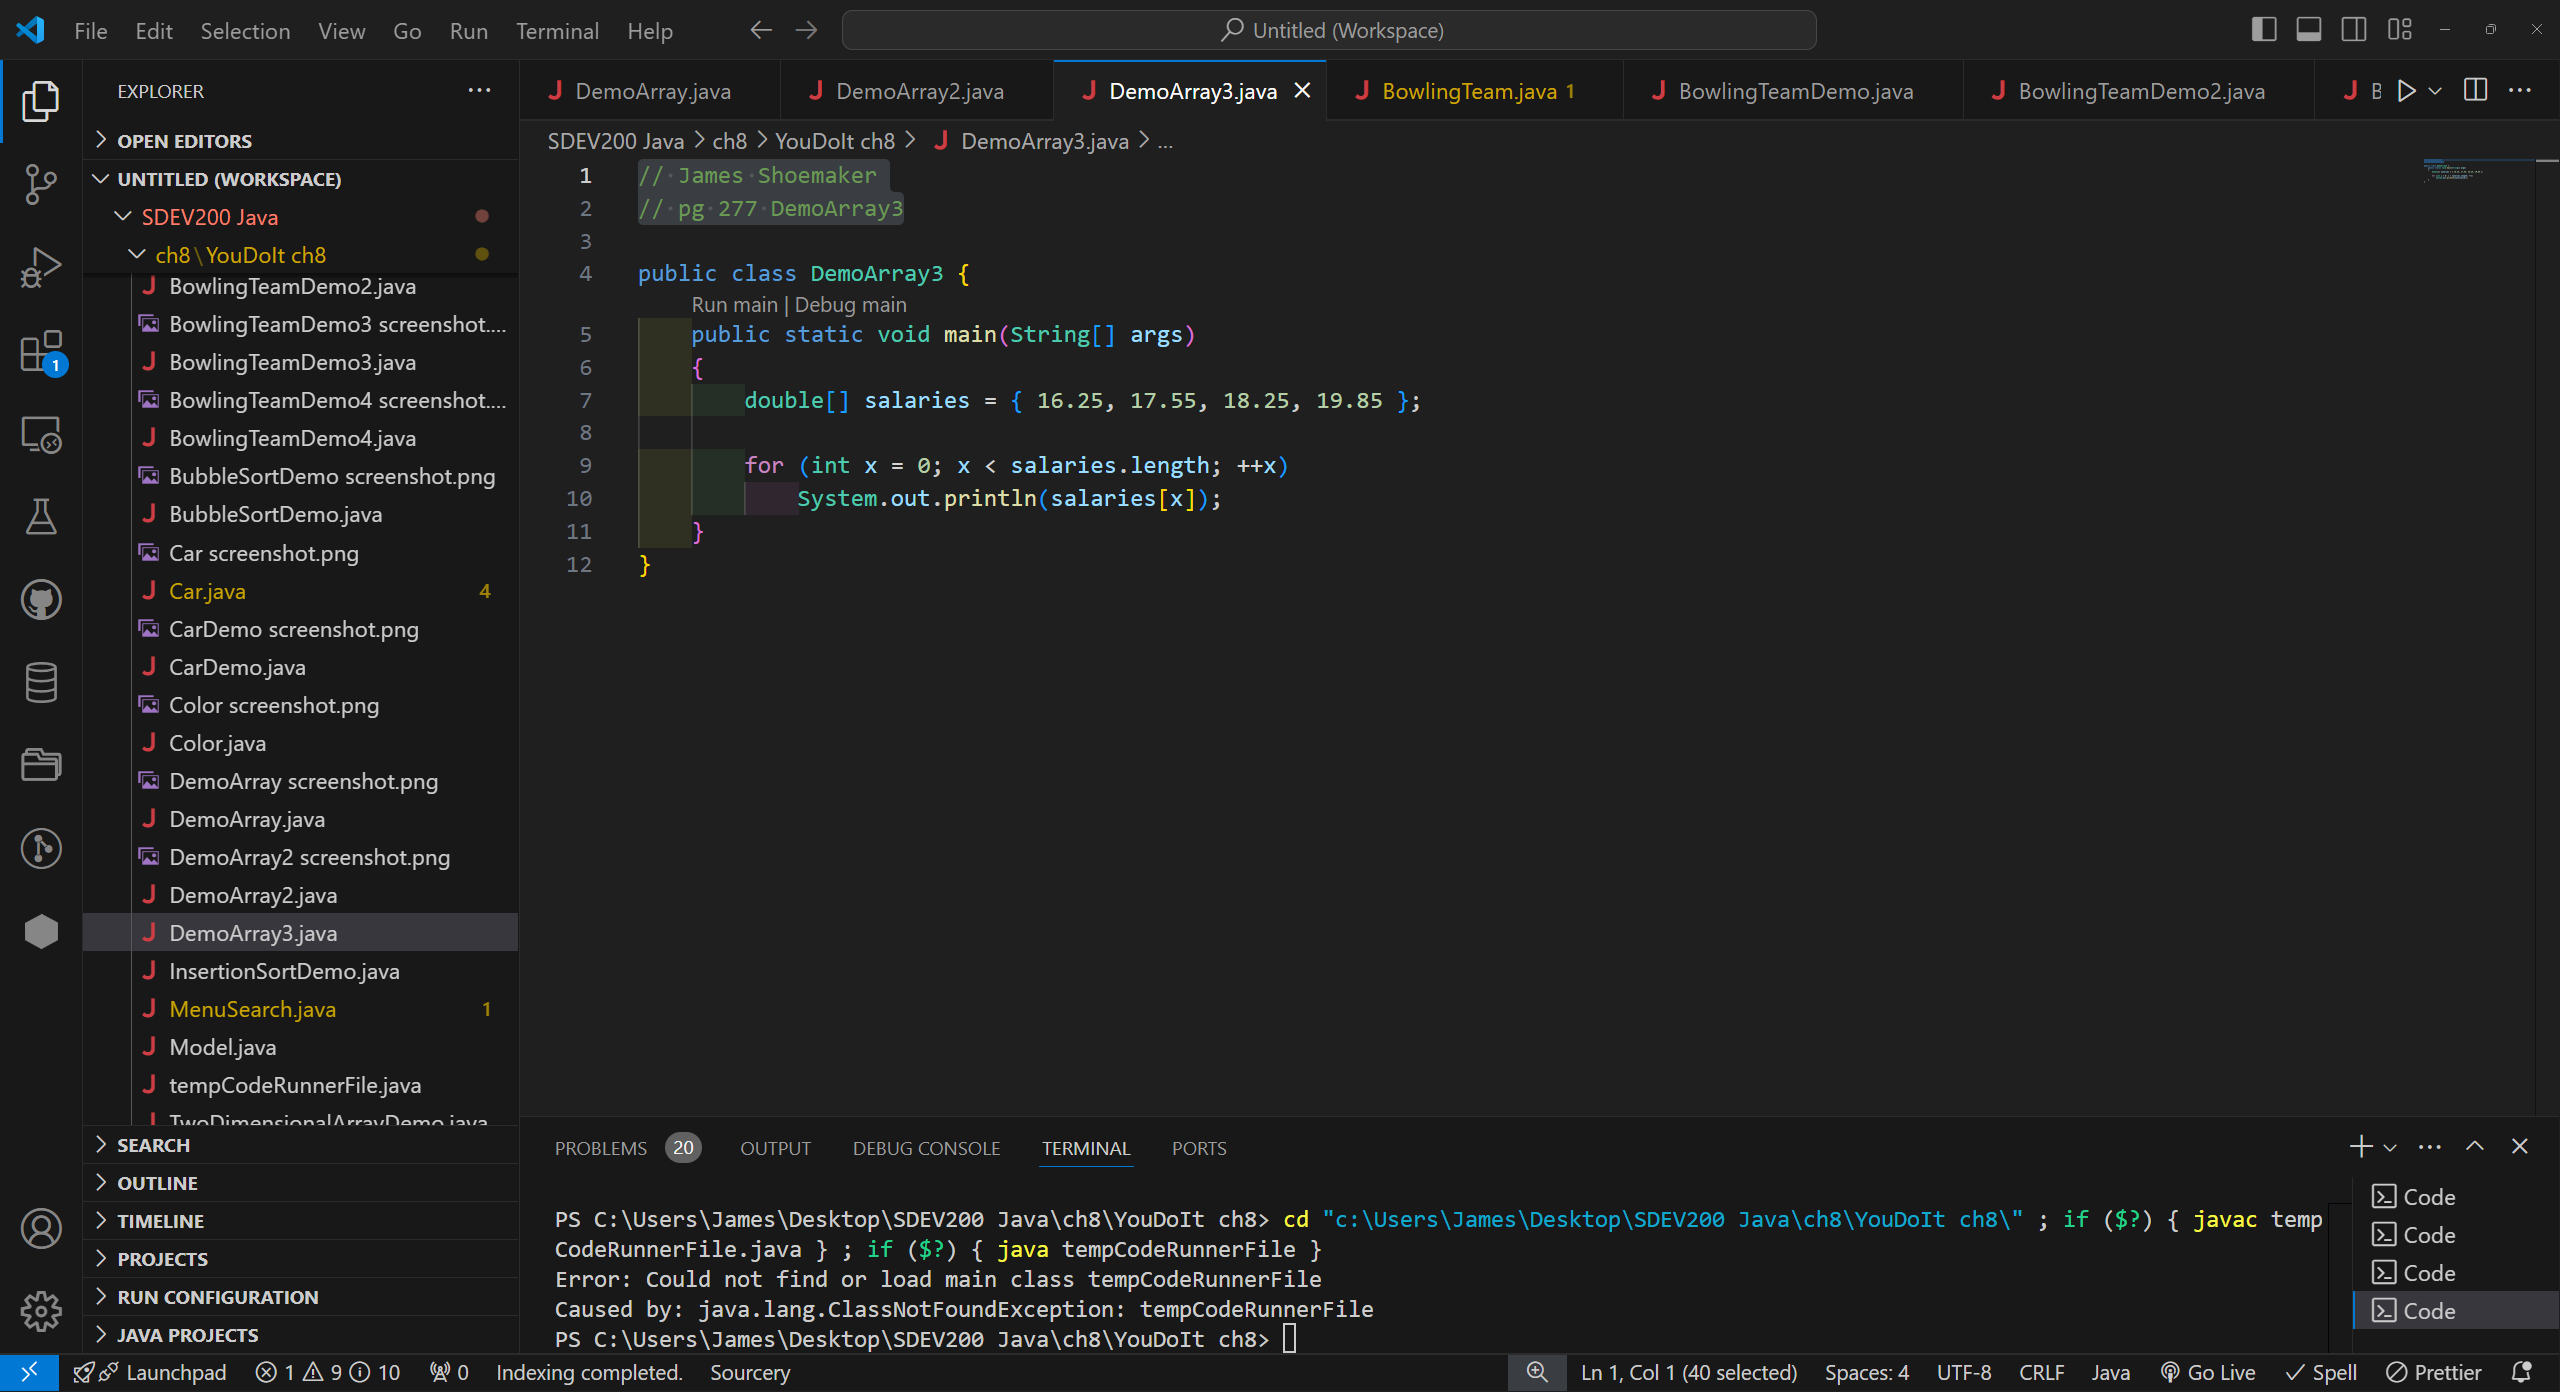 File Edit Selection View Go Run Terminal Help
Untitled (Workspace)
EXPLORER
OPEN EDITORS
UNTITLED (WORKSPACE)
SDEV200 Java
ch8\YouDoIt ch8
BowlingTeamDemo2.java
BowlingTeamDemo3 screenshot....
BowlingTeamDemo3.java
BowlingTeamDemo4 screenshot....
BowlingTeamDemo4.java
BubbleSortDemo screenshot.png
BubbleSortDemo.java
Car screenshot.png
Car.java 4
CarDemo screenshot.png
CarDemo.java
Color screenshot.png
Color.java
DemoArray screenshot.png
DemoArray.java
DemoArray2 screenshot.png
DemoArray2.java
DemoArray3.java
InsertionSortDemo.java
MenuSearch.java 1
Model.java
tempCodeRunnerFile.java
TwoDimensionalArrayDemo.java
SEARCH
OUTLINE
TIMELINE
PROJECTS
RUN CONFIGURATION
JAVA PROJECTS
1
DemoArray.java DemoArray2.java DemoArray3.java BowlingTeam.java 1 BowlingTeamDemo.java BowlingTeamDemo2.java B
SDEV200 Java > ch8 > YouDoIt ch8 > DemoArray3.java > ...
1 // James Shoemaker
2 // pg 277 DemoArray3
3
4 public class DemoArray3 {
Run main | Debug main
5 public static void main(String[] args)
6 {
7 double[] salaries = { 16.25, 17.55, 18.25, 19.85 };
8
9 for (int x = 0; x < salaries.length; ++x)
10 System.out.println(salaries[x]);
11 }
12 }
PROBLEMS 20 OUTPUT DEBUG CONSOLE TERMINAL PORTS
PS C:\Users\James\Desktop\SDEV200 Java\ch8\YouDoIt ch8> cd "c:\Users\James\Desktop\SDEV200 Java\ch8\YouDoIt ch8\" ; if ($?) { javac temp
CodeRunnerFile.java } ; if ($?) { java tempCodeRunnerFile }
Error: Could not find or load main class tempCodeRunnerFile
Caused by: java.lang.ClassNotFoundException: tempCodeRunnerFile
PS C:\Users\James\Desktop\SDEV200 Java\ch8\YouDoIt ch8>
Code
Code
Code
Code
Launchpad 1 9 10 0 Indexing completed. Sourcery Ln 1, Col 1 (40 selected) Spaces: 4 UTF-8 CRLF Java Go Live Spell Prettier